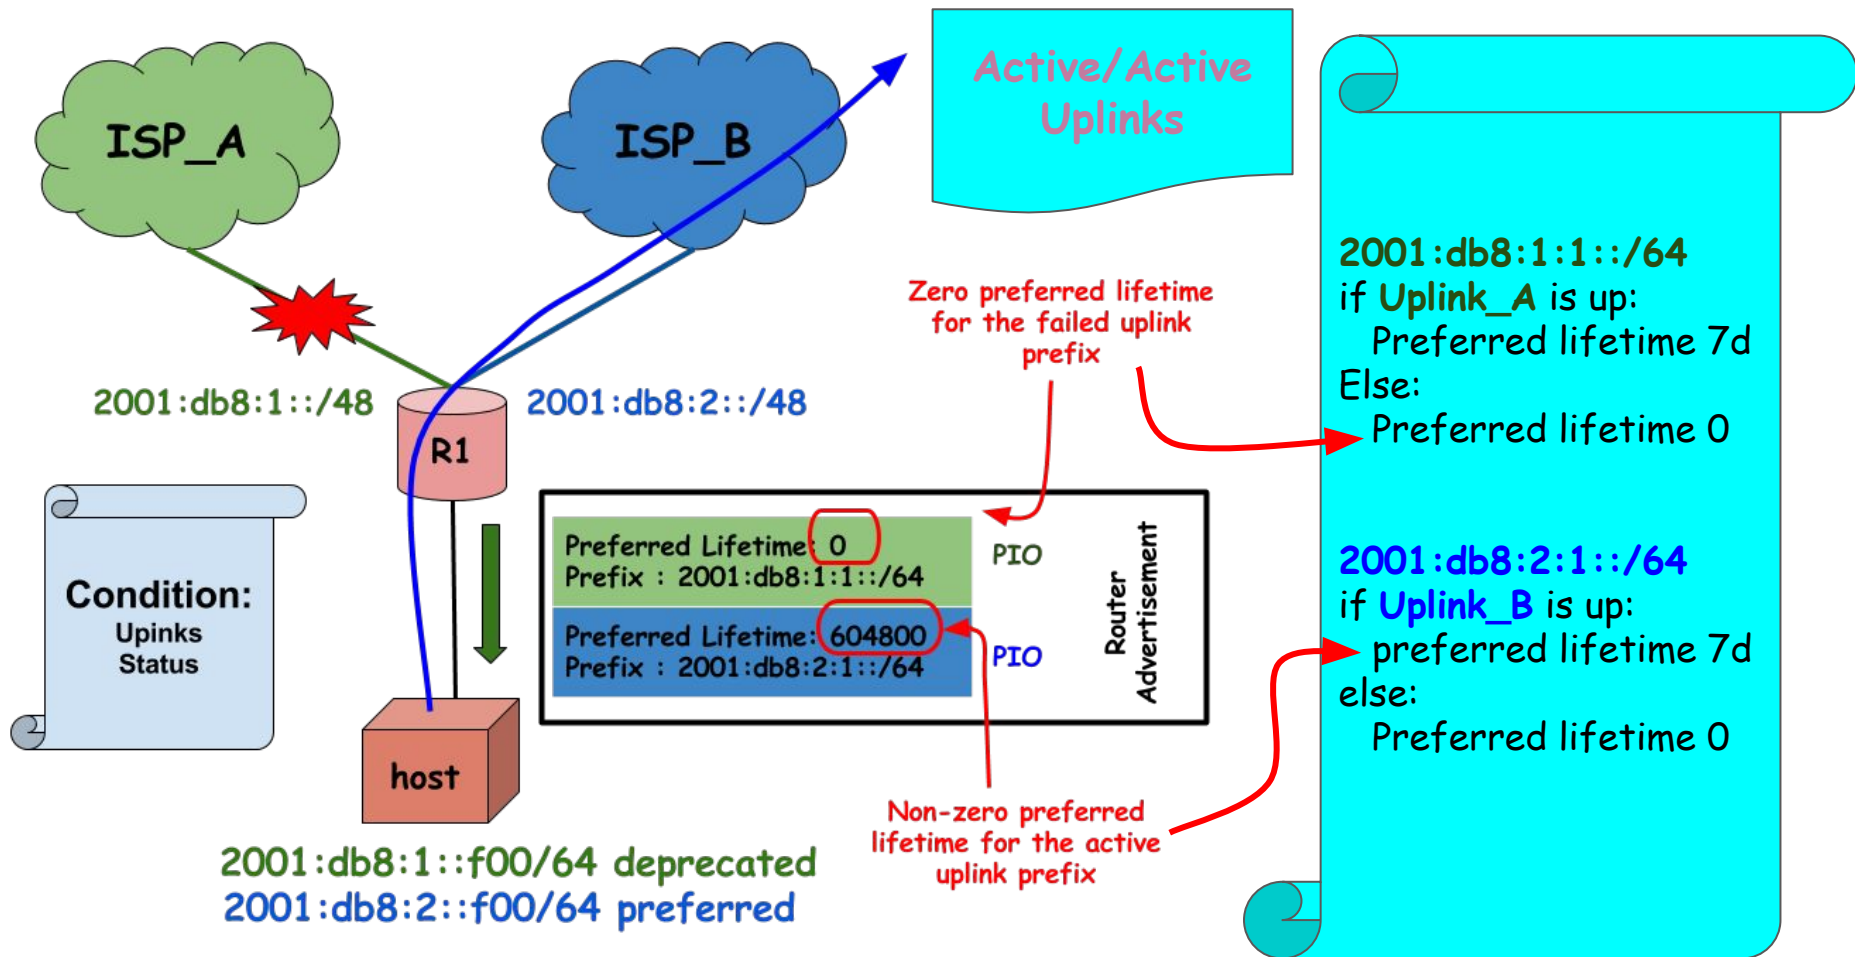 ISP_A
ISP_B
Active/Active
Uplinks
2001:db8:1::/48
2001:db8:2::/48
R1
Zero preferred lifetime
for the failed uplink
prefix
Condition:
Upinks
Status
Preferred Lifetime: 0
Prefix : 2001:db8:1:1::/64
PIO
Preferred Lifetime: 604800
Prefix : 2001:db8:2:1::/64
PIO
Router
Advertisement
host
Non-zero preferred
lifetime for the active
uplink prefix
2001:db8:1::f00/64 deprecated
2001:db8:2::f00/64 preferred
2001:db8:1:1::/64
if Uplink_A is up:
Preferred lifetime 7d
Else:
Preferred lifetime 0
2001:db8:2:1::/64
if Uplink_B is up:
preferred lifetime 7d
else:
Preferred lifetime 0